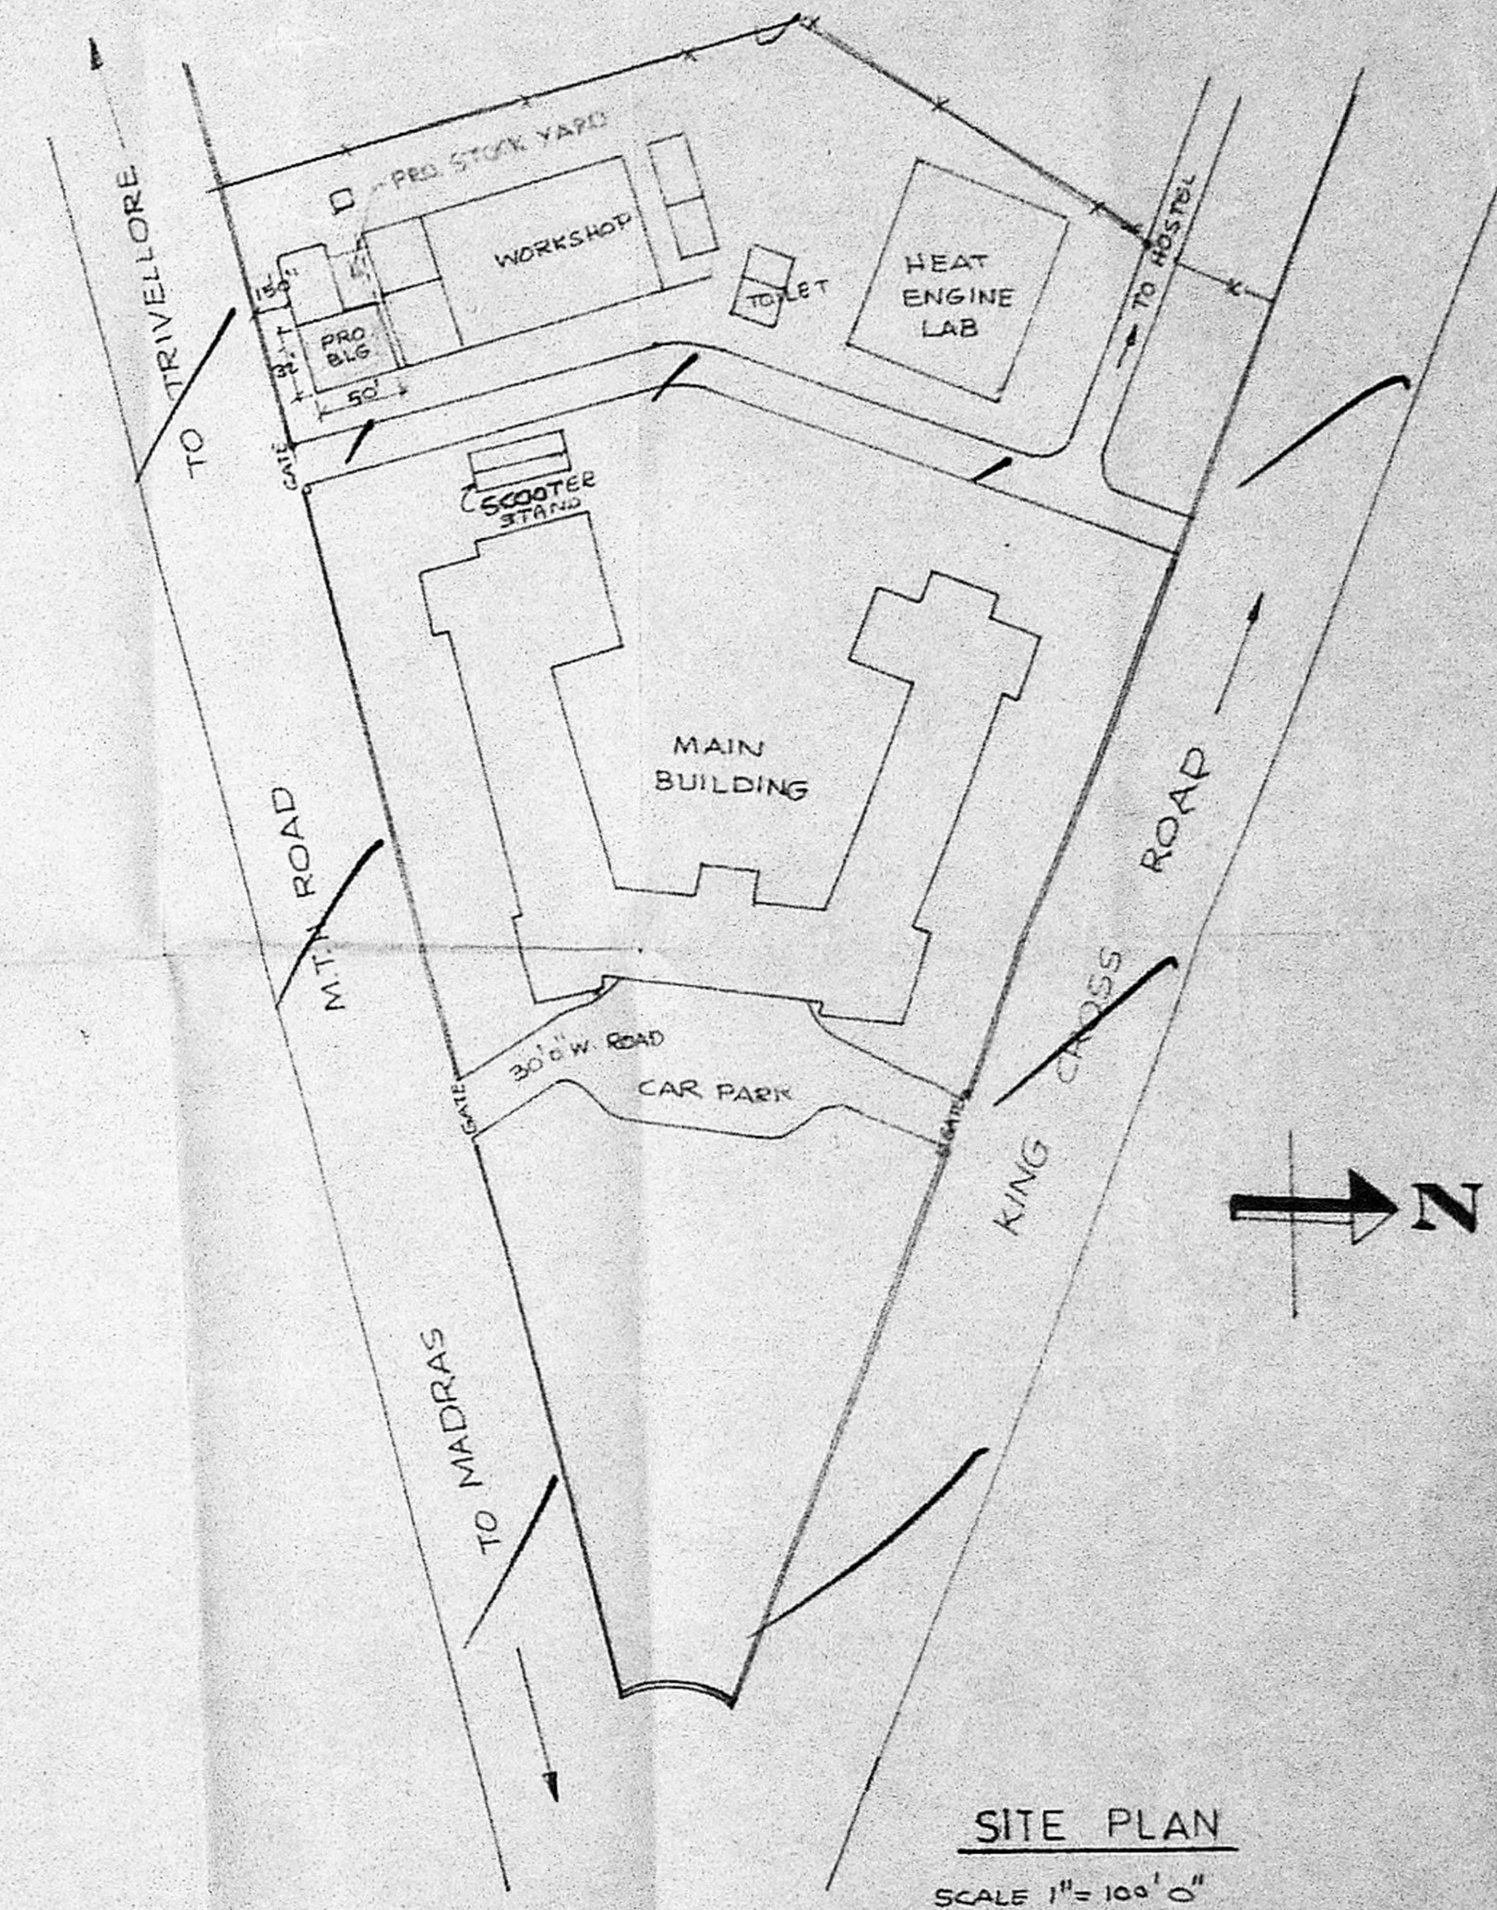 PRO. STOCK YARD
WORKSHOP
TO TRIVELLORE
PRO.
BLG
50'
32'
TOILET
HEAT
ENGINE
LAB
TO HOSTEL
GATE
SCOOTER
STAND
MAIN
BUILDING
M.T.H. ROAD
KING CROSS ROAD
30'0" W. ROAD
CAR PARK
GATE
GATE
N
TO MADRAS
SITE PLAN
SCALE 1" = 100' 0"